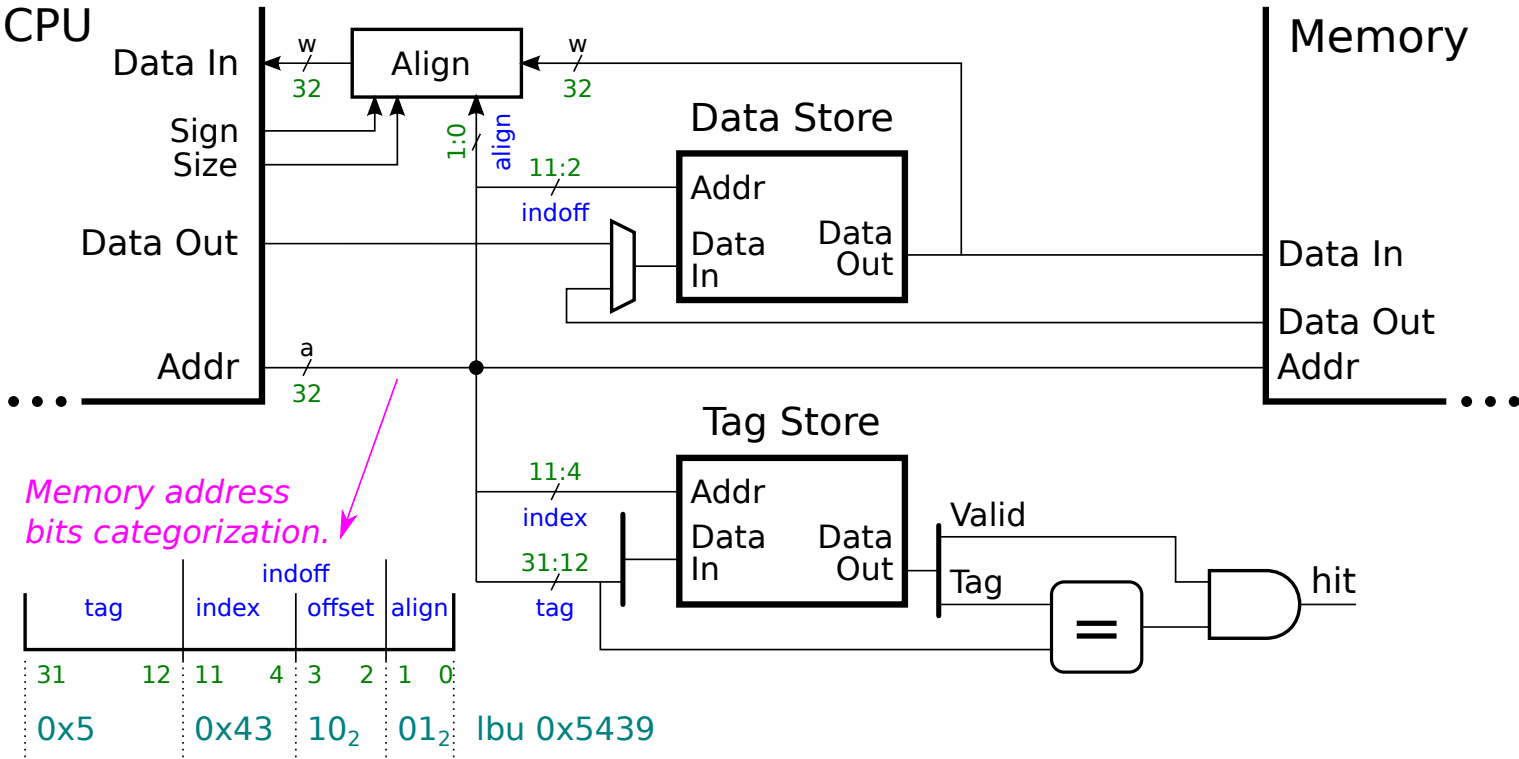 CPU
Memory
Data In
w
32
Align
w
32
Sign
Size
1:0
align
Data Store
11:2
indoff
Addr
Data In
Data Out
Data Out
Data In
Data Out
Addr
a
32
Addr
Tag Store
Memory address
bits categorization.
11:4
index
Addr
Data In
Data Out
31:12
tag
Valid
Tag
=
hit
indoff
tag index offset align
31 12 11 4 3 2 1 0
0x5 0x43 10₂ 01₂ lbu 0x5439